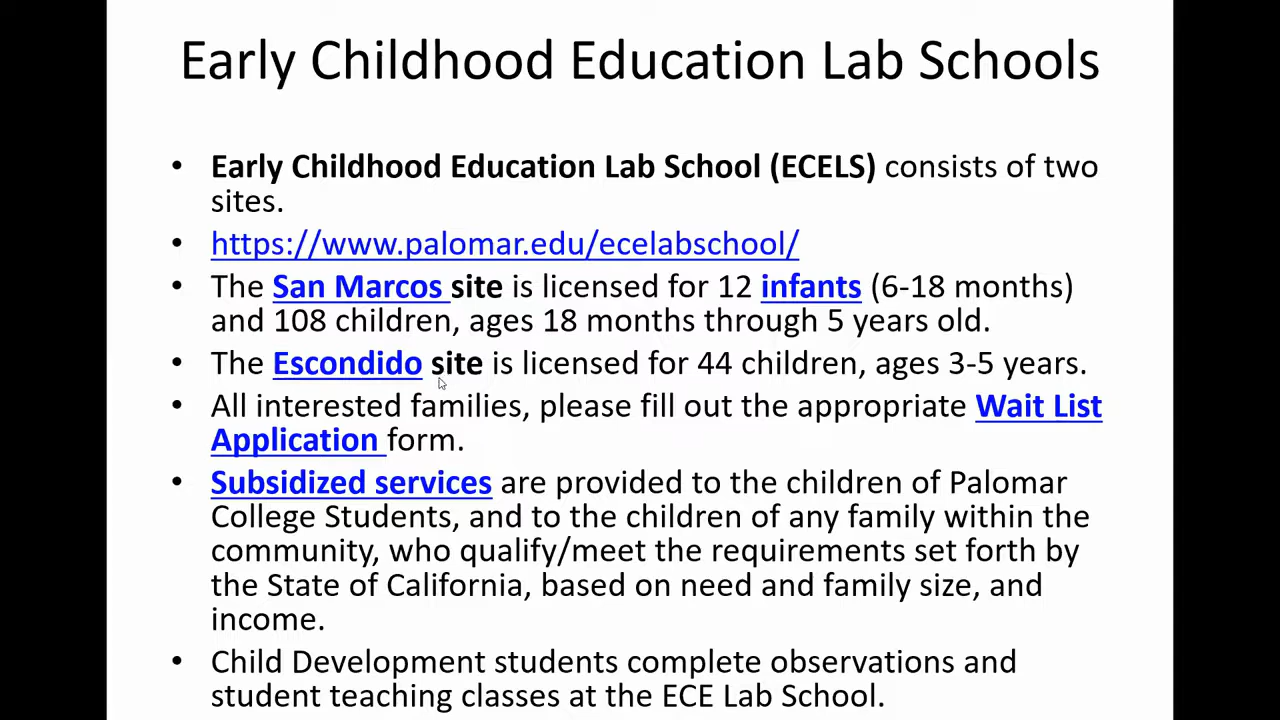 Early Childhood Education Lab Schools
• Early Childhood Education Lab School (ECELS) consists of two
sites.
• https://www.palomar.edu/ecelabschool/
• The San Marcos site is licensed for 12 infants (6-18 months)
and 108 children, ages 18 months through 5 years old.
• The Escondido site is licensed for 44 children, ages 3-5 years.
• All interested families, please fill out the appropriate Wait List
Application form.
• Subsidized services are provided to the children of Palomar
College Students, and to the children of any family within the
community, who qualify/meet the requirements set forth by
the State of California, based on need and family size, and
income.
• Child Development students complete observations and
student teaching classes at the ECE Lab School.